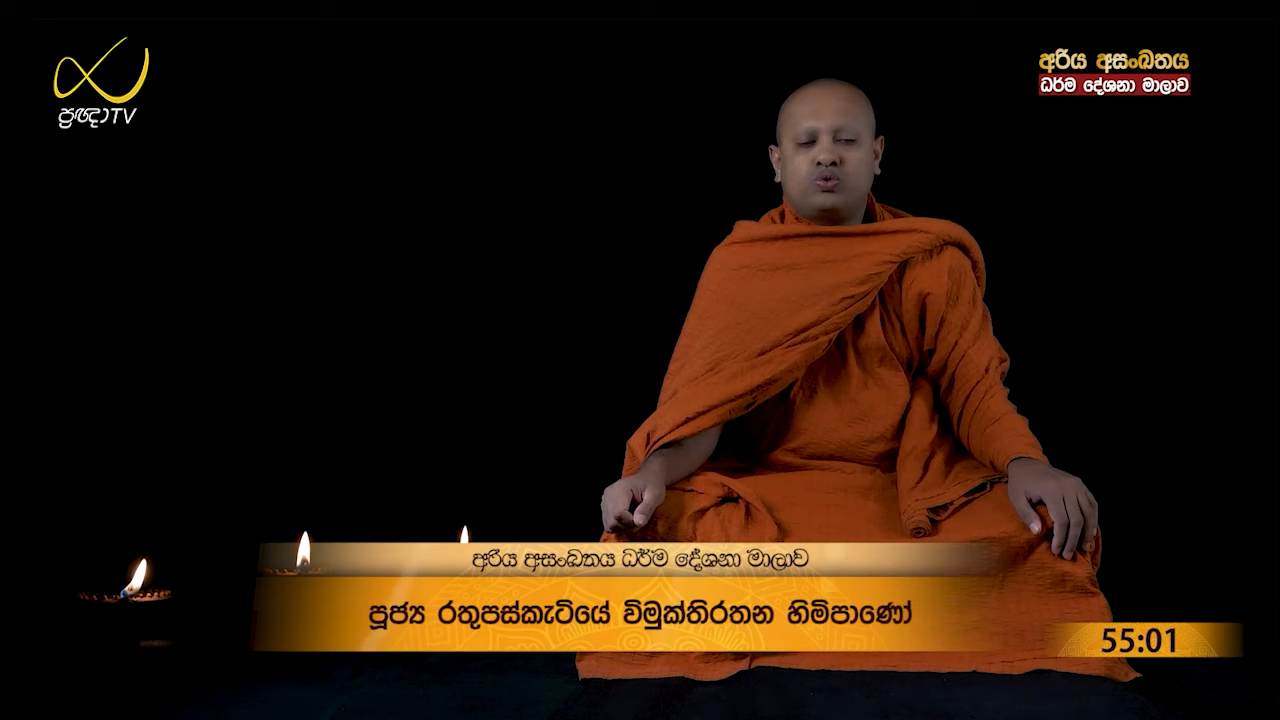 ප්‍රඥාTV
අරිය අසංඛතය
ධර්ම දේශනා මාලාව
අරිය අසංඛතය ධර්ම දේශනා මාලාව
පූජ්‍ය රතුපස්කැටියේ විමුක්තිරතන හිමිපාණෝ
55:01